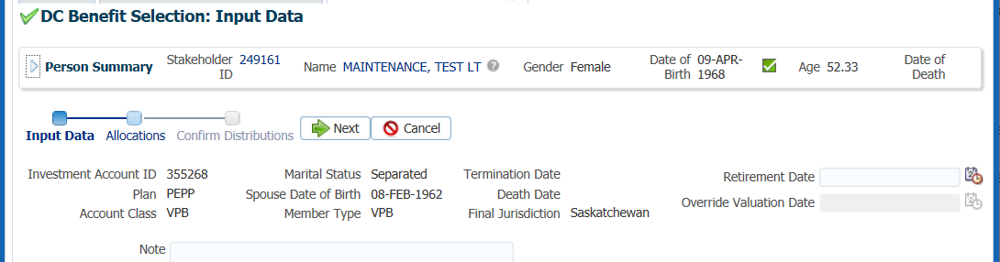 DC Benefit Selection: Input Data
Person Summary Stakeholder ID 249161 Name MAINTENANCE, TEST LT Gender Female Date of Birth 09-APR-1968 Age 52.33 Date of Death
Input Data Allocations Confirm Distributions Next Cancel
Investment Account ID 355268 Marital Status Separated Termination Date Retirement Date
Plan PEPP Spouse Date of Birth 08-FEB-1962 Death Date Override Valuation Date
Account Class VPB Member Type VPB Final Jurisdiction Saskatchewan
Note